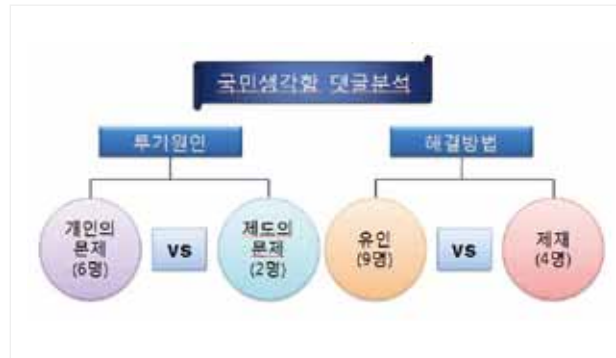 국민생각함 댓글분석
투기원인
해결방법
개인의
문제
(6명)
vs
제도의
문제
(2명)
유인
(9명)
vs
제재
(4명)